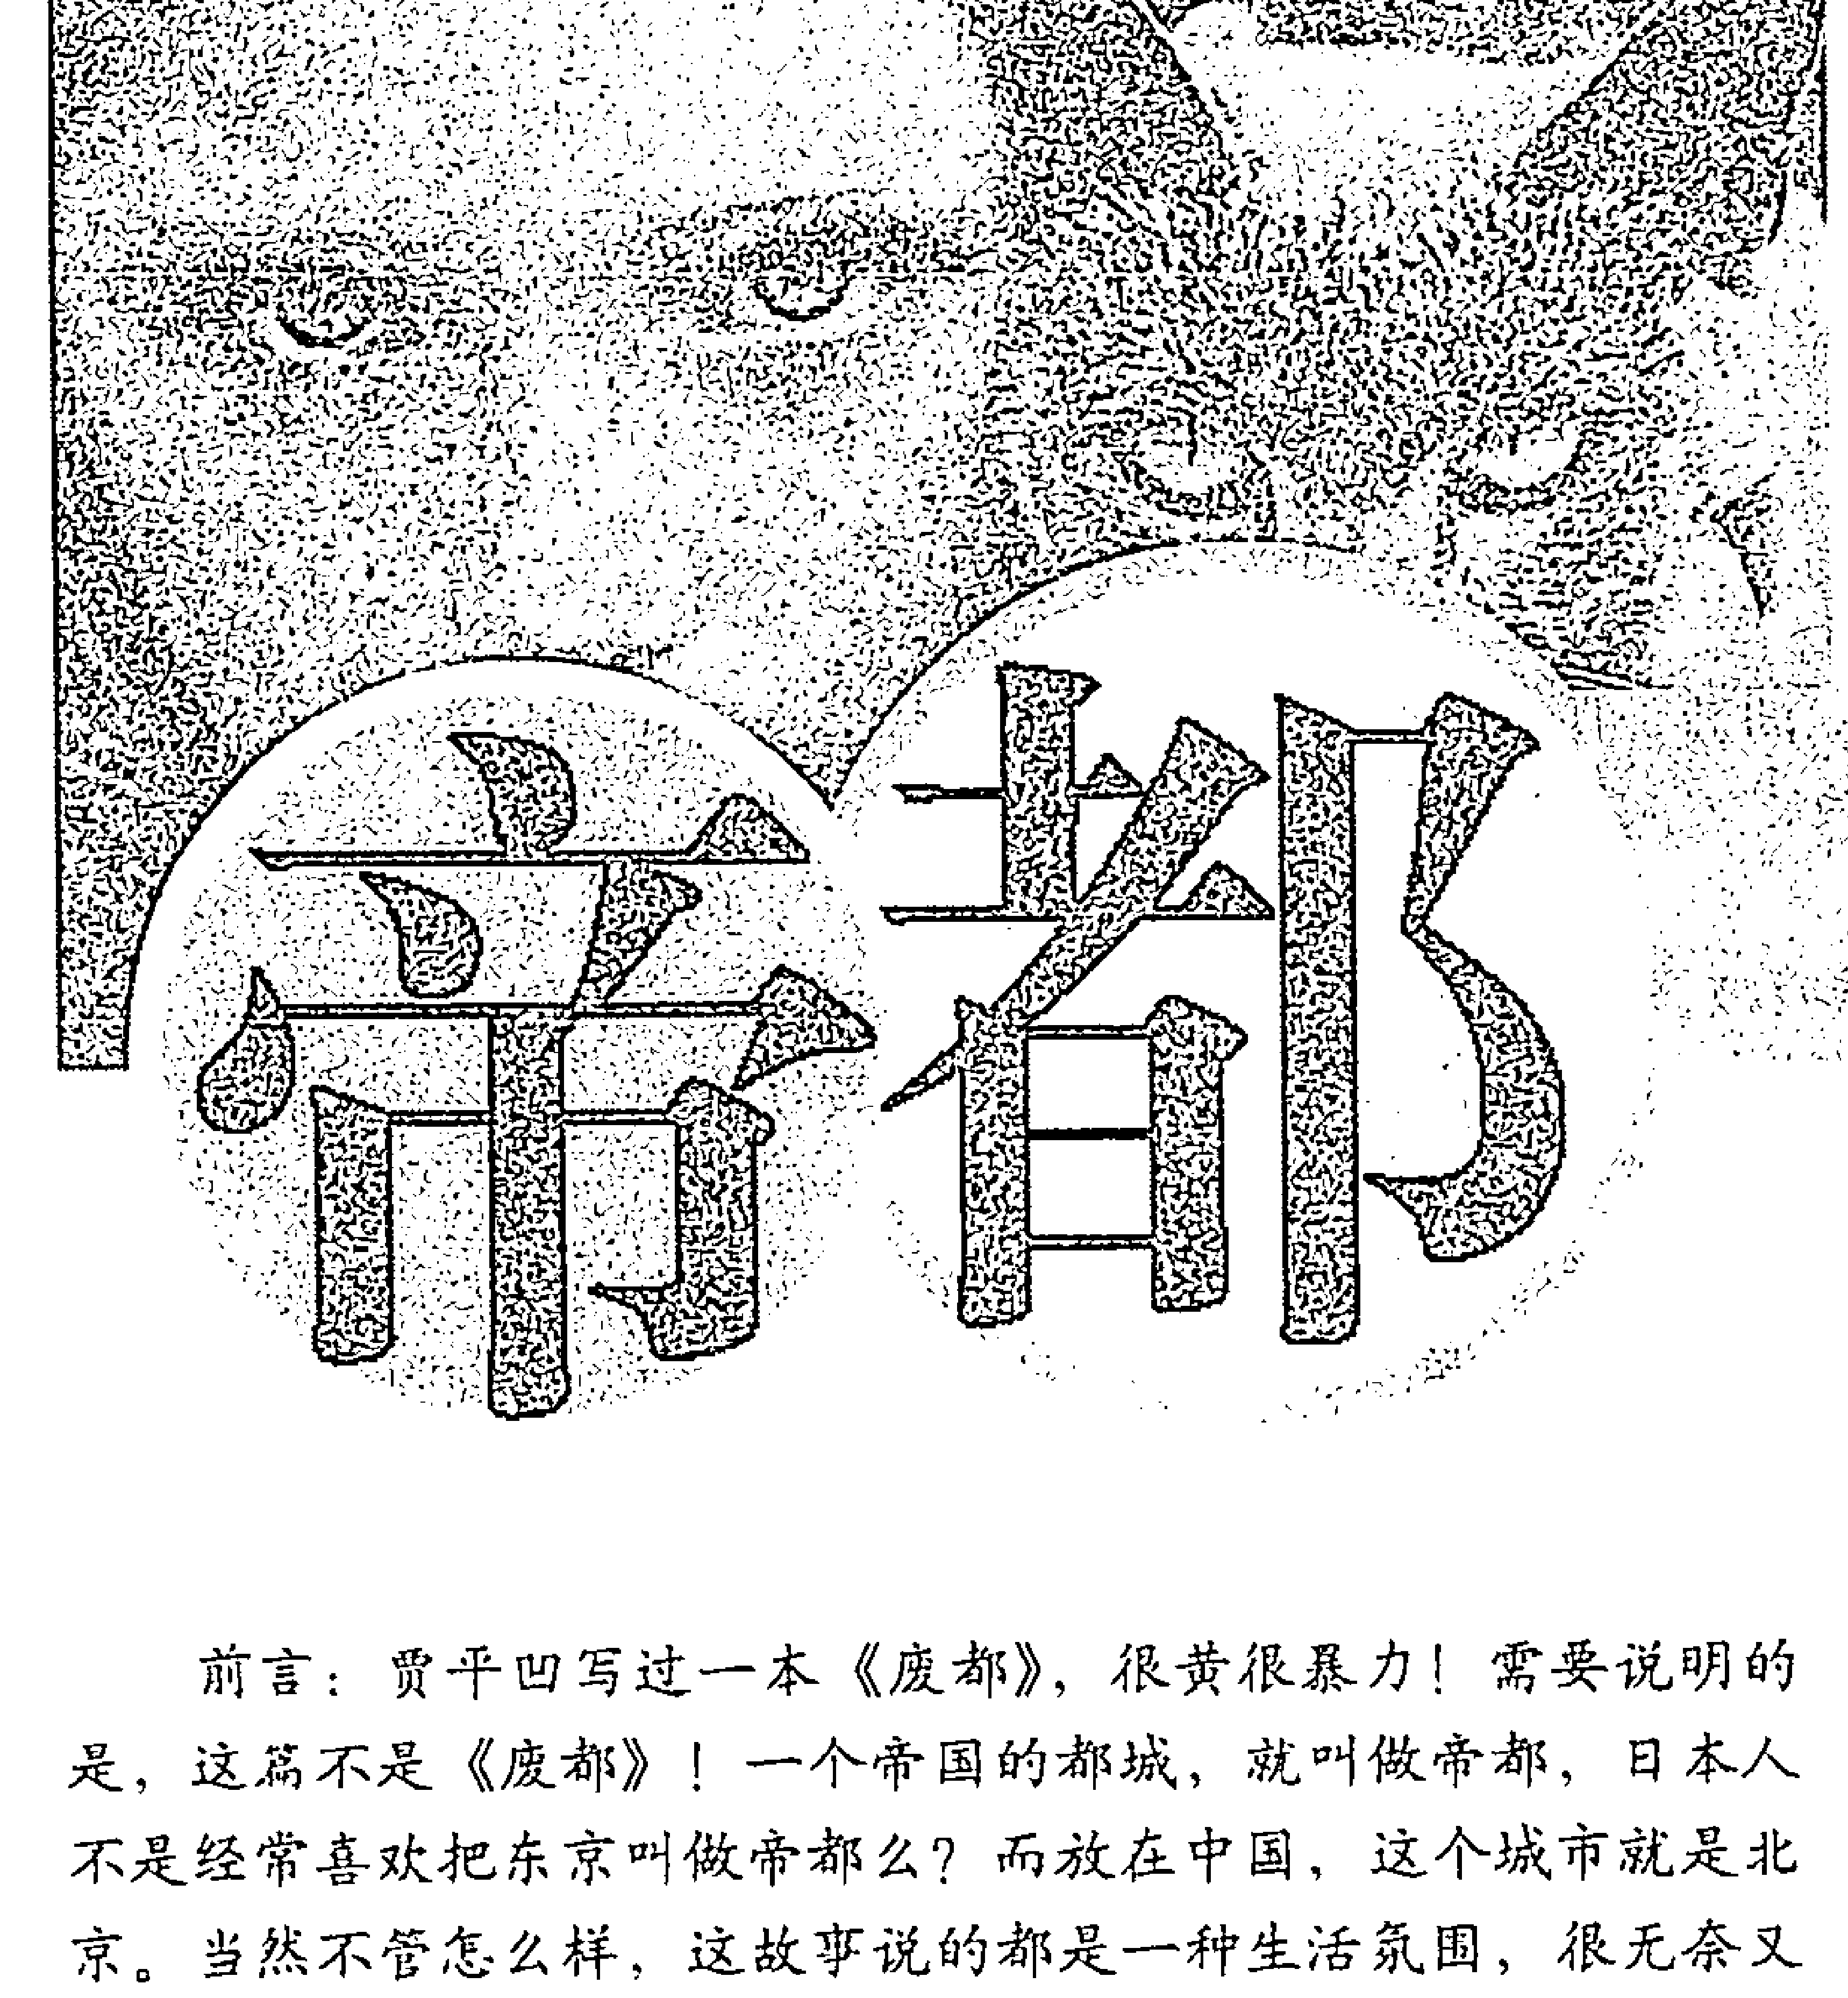 帝都
前言：贾平凹写过一本《废都》，很黄很暴力！需要说明的
是，这篇不是《废都》！一个帝国的都城，就叫做帝都，日本人
不是经常喜欢把东京叫做帝都么？而放在中国，这个城市就是北
京。当然不管怎么样，这故事说的都是一种生活氛围，很无奈又